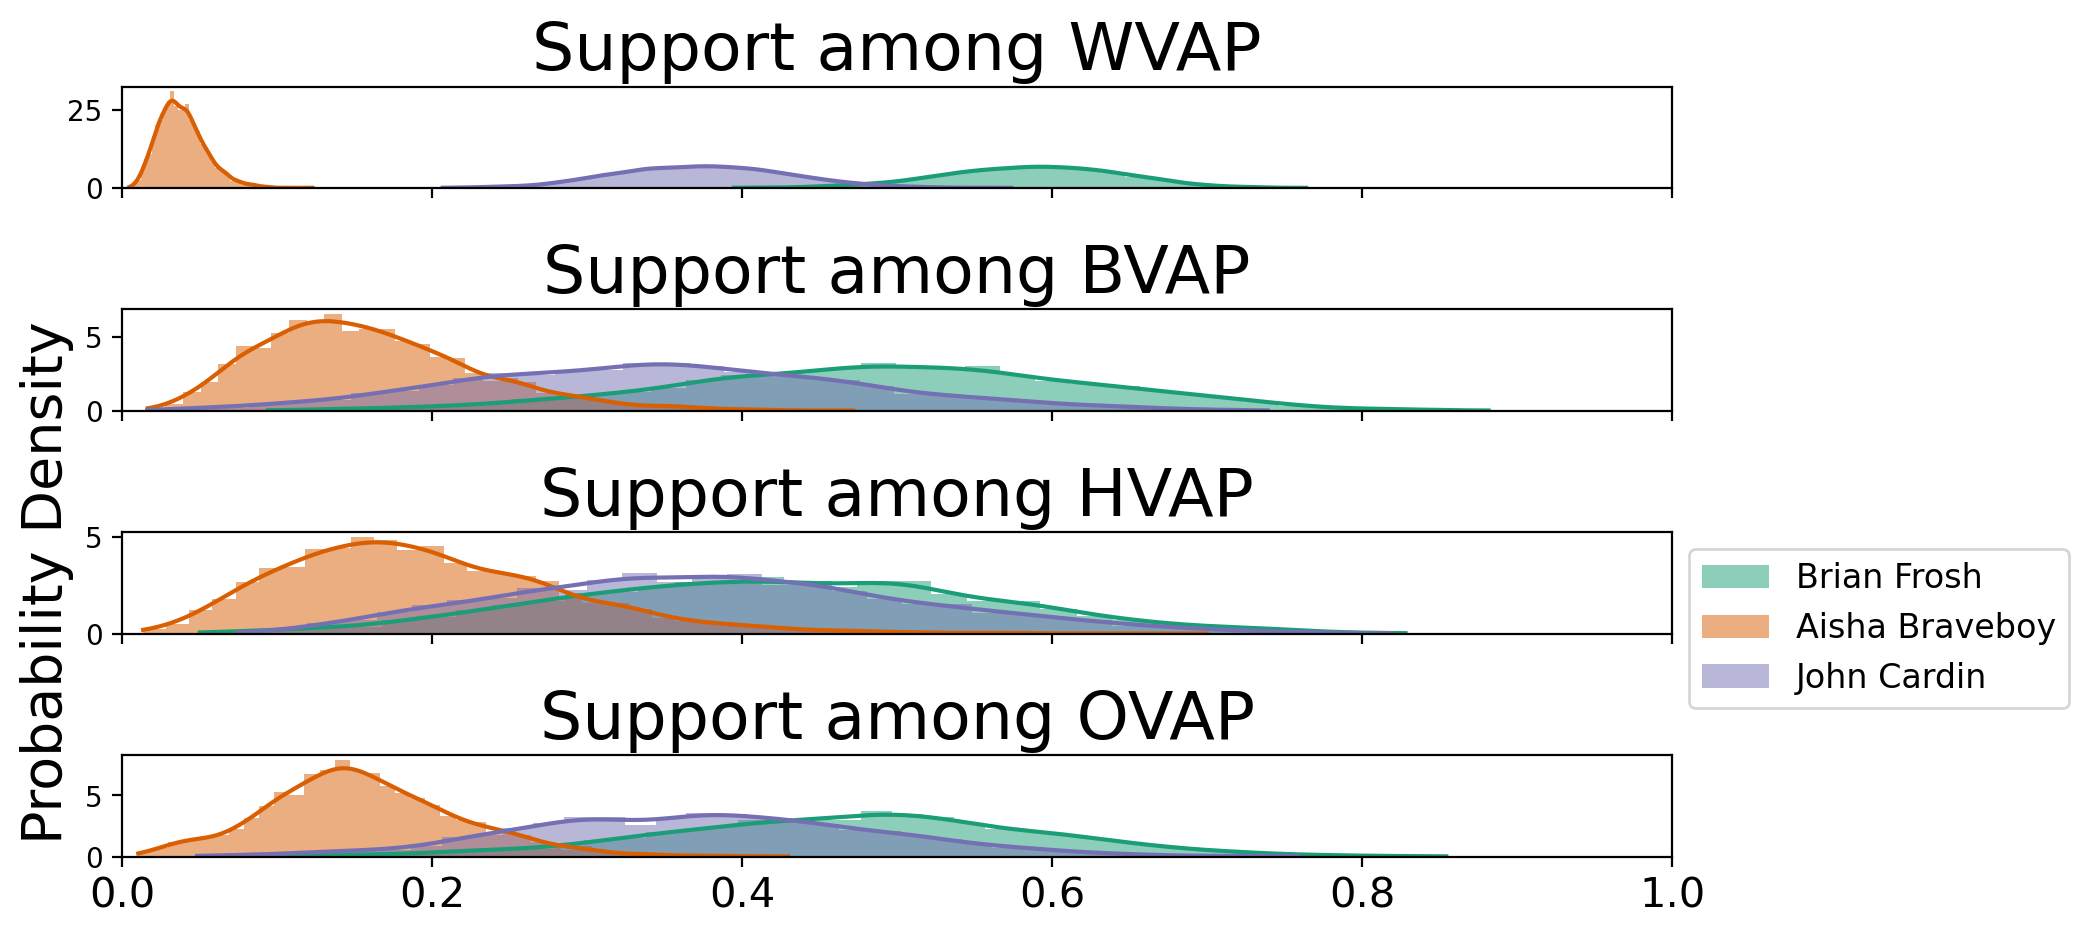 Support among WVAP
25
0
Support among BVAP
5
0
Support among HVAP
5
0
Support among OVAP
5
0
0.0 0.2 0.4 0.6 0.8 1.0
Probability Density
Brian Frosh
Aisha Braveboy
John Cardin